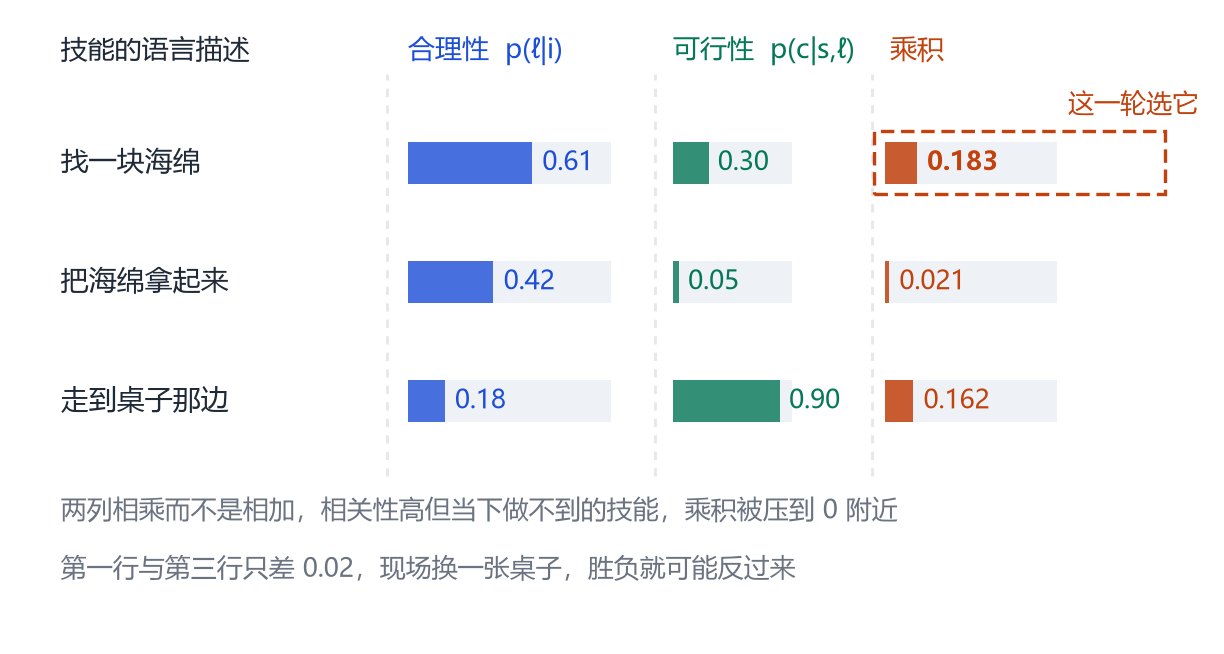 技能的语言描述 合理性 p(ℓ|i) 可行性 p(c|s,ℓ) 乘积
这一轮选它
找一块海绵 0.61 0.30 0.183
把海绵拿起来 0.42 0.05 0.021
走到桌子那边 0.18 0.90 0.162
两列相乘而不是相加，相关性高但当下做不到的技能，乘积被压到 0 附近
第一行与第三行只差 0.02，现场换一张桌子，胜负就可能反过来